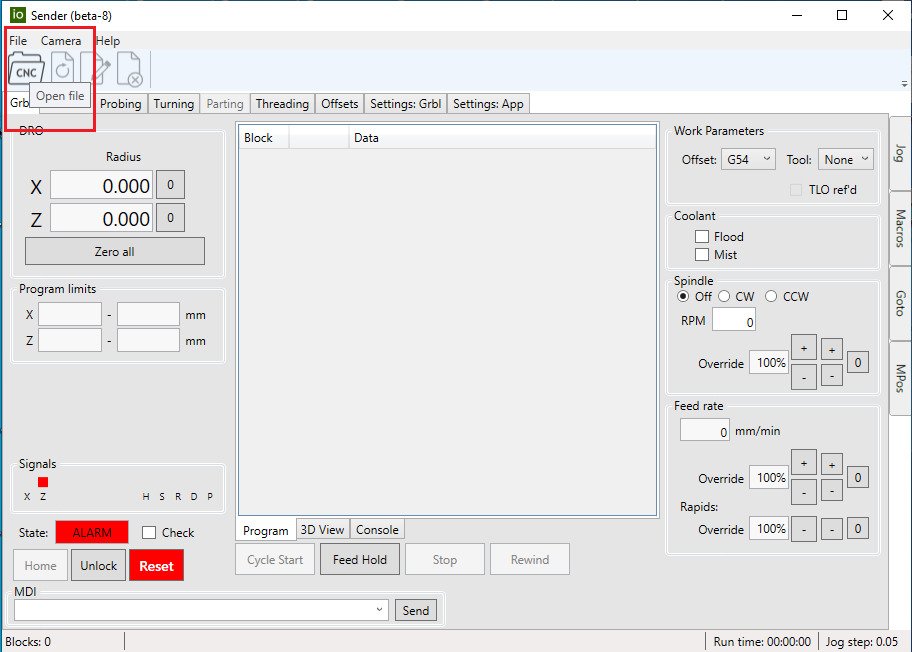 io Sender (beta-8)
File Camera Help
CNC
Open file
Grb Probing Turning Parting Threading Offsets Settings: Grbl Settings: App
DRO
Radius
X 0.000 0
Z 0.000 0
Zero all
Program limits
X - mm
Z - mm
Signals
X Z H S R D P
State: ALARM Check
Home Unlock Reset
MDI
Send
Block Data
Program 3D View Console
Cycle Start Feed Hold Stop Rewind
Work Parameters
Offset: G54 Tool: None
TLO ref'd
Coolant
Flood
Mist
Spindle
Off CW CCW
RPM 0
Override 100% + + 0
- -
Feed rate
0 mm/min
Override 100% + + 0
- -
Rapids:
Override 100% - - 0
Jog
Macros
Goto
MPos
Blocks: 0 Run time: 00:00:00 Jog step: 0.05